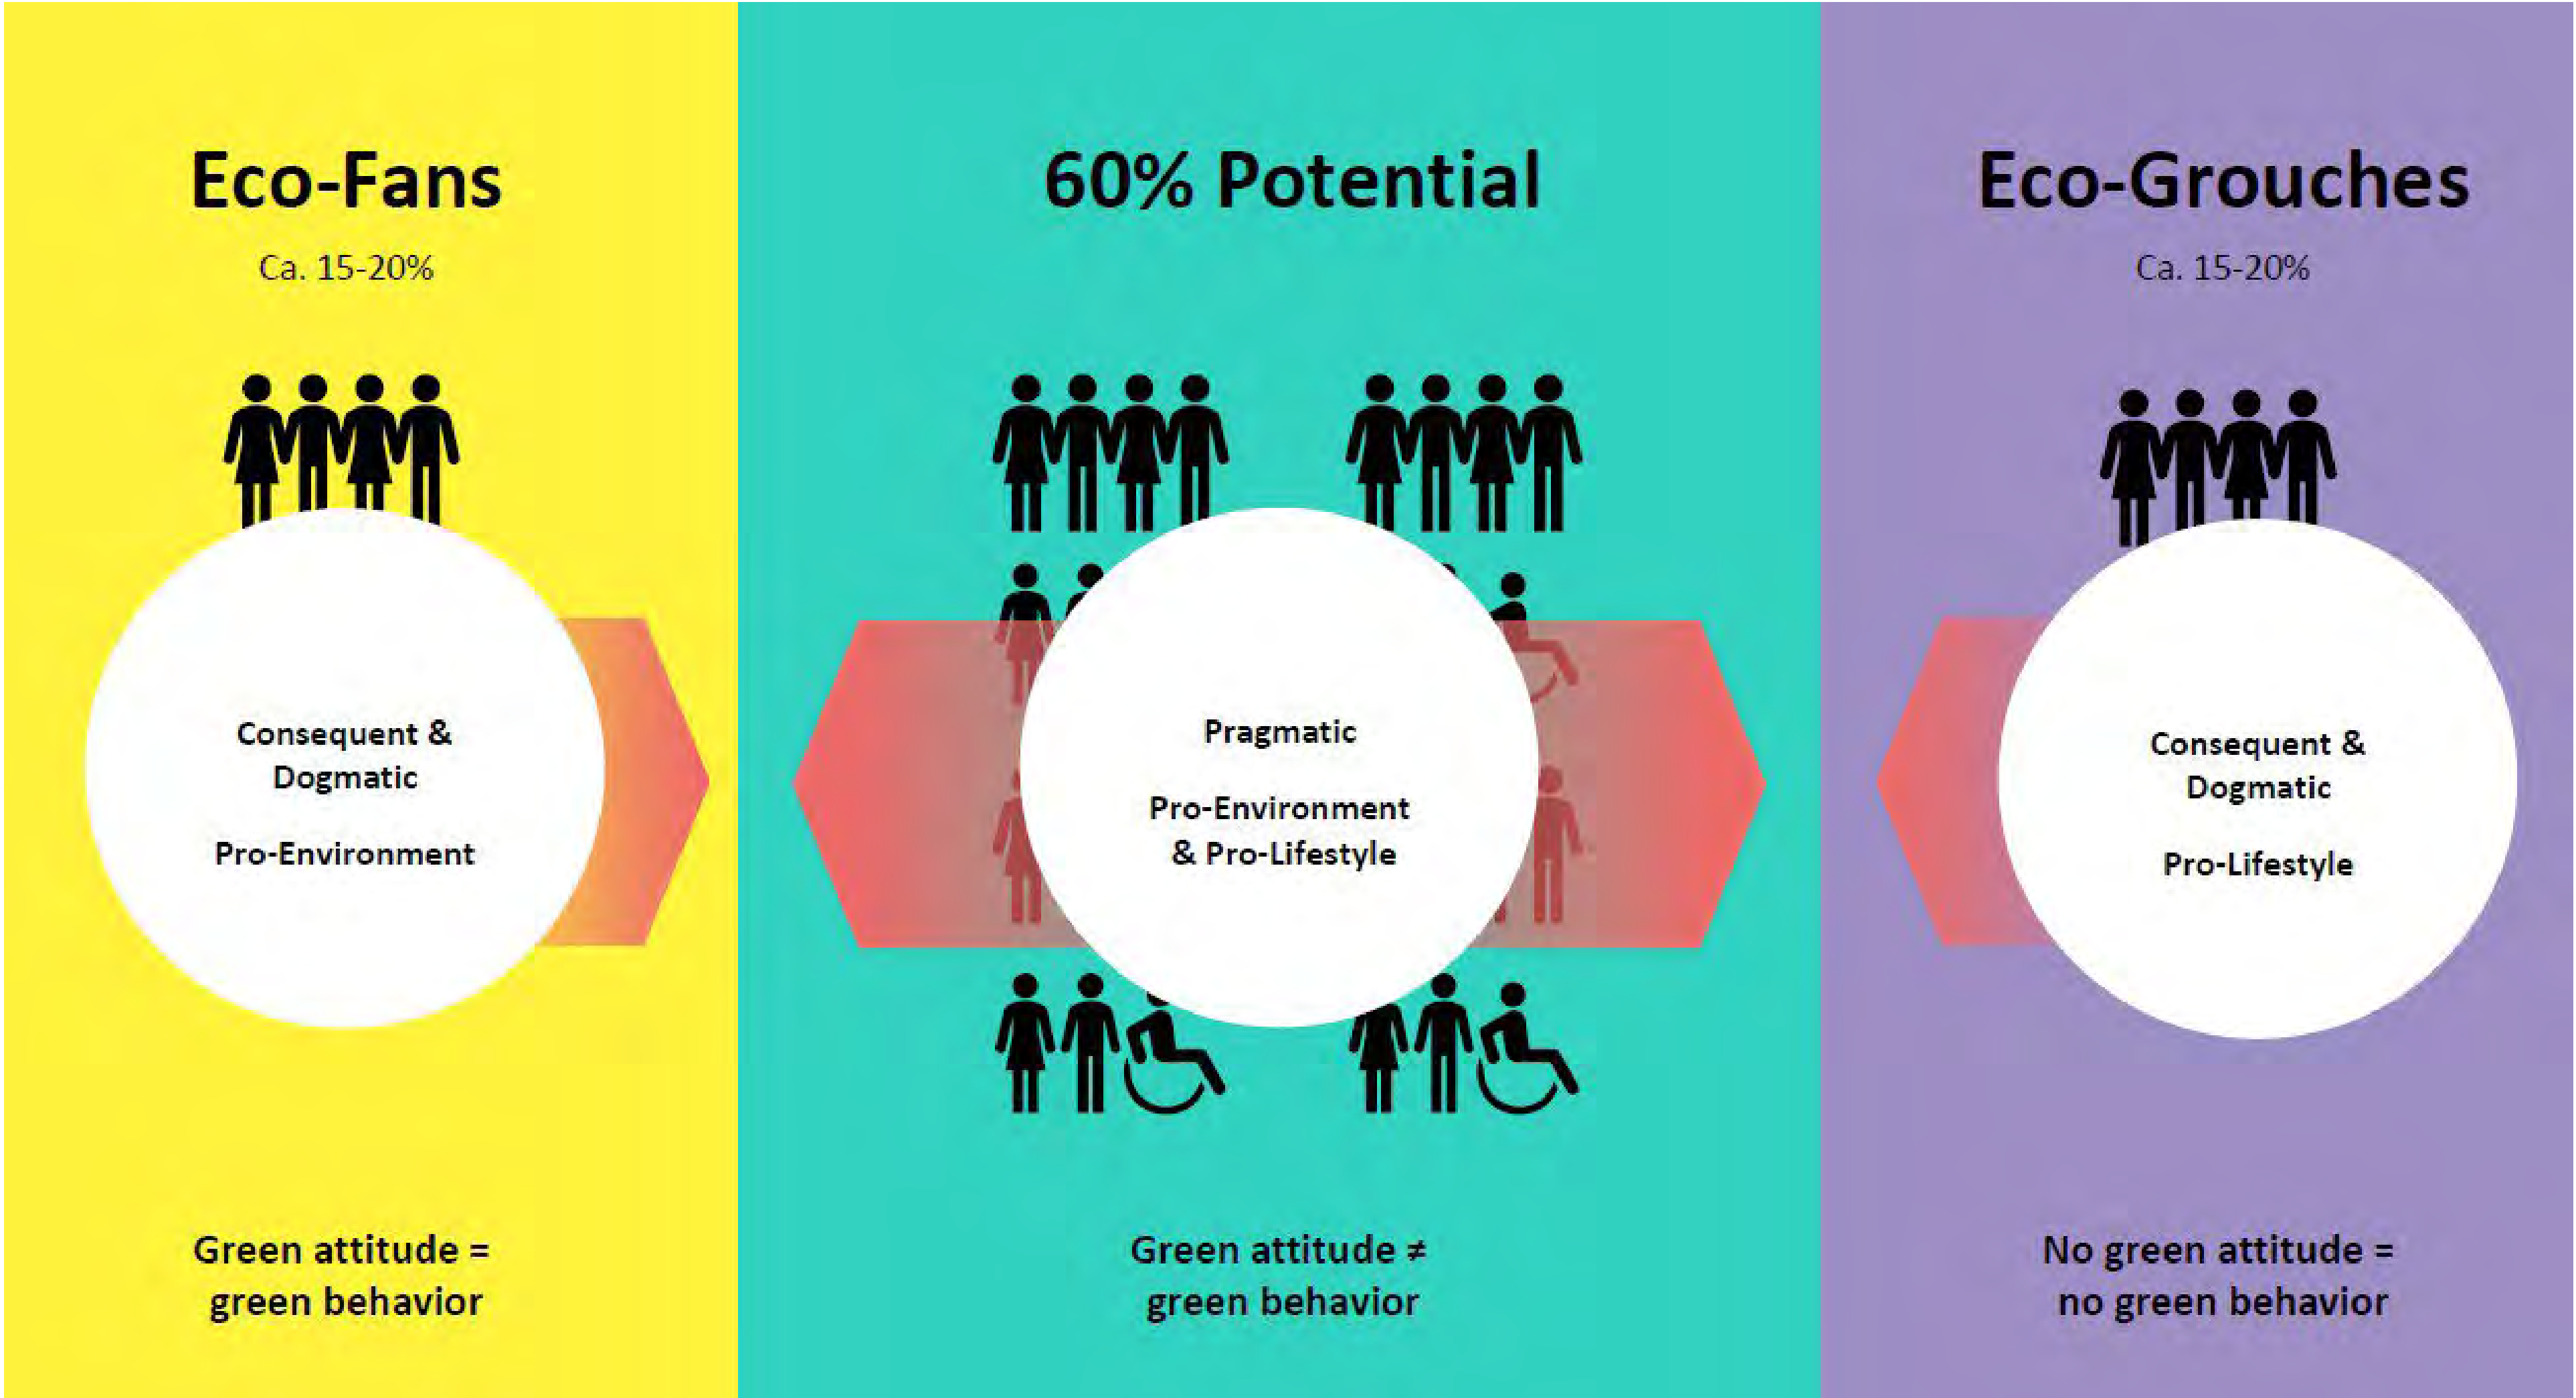 Eco-Fans
Ca. 15-20%
Consequent &
Dogmatic
Pro-Environment
Green attitude =
green behavior
60% Potential
Pragmatic
Pro-Environment
& Pro-Lifestyle
Green attitude ≠
green behavior
Eco-Grouches
Ca. 15-20%
Consequent &
Dogmatic
Pro-Lifestyle
No green attitude =
no green behavior